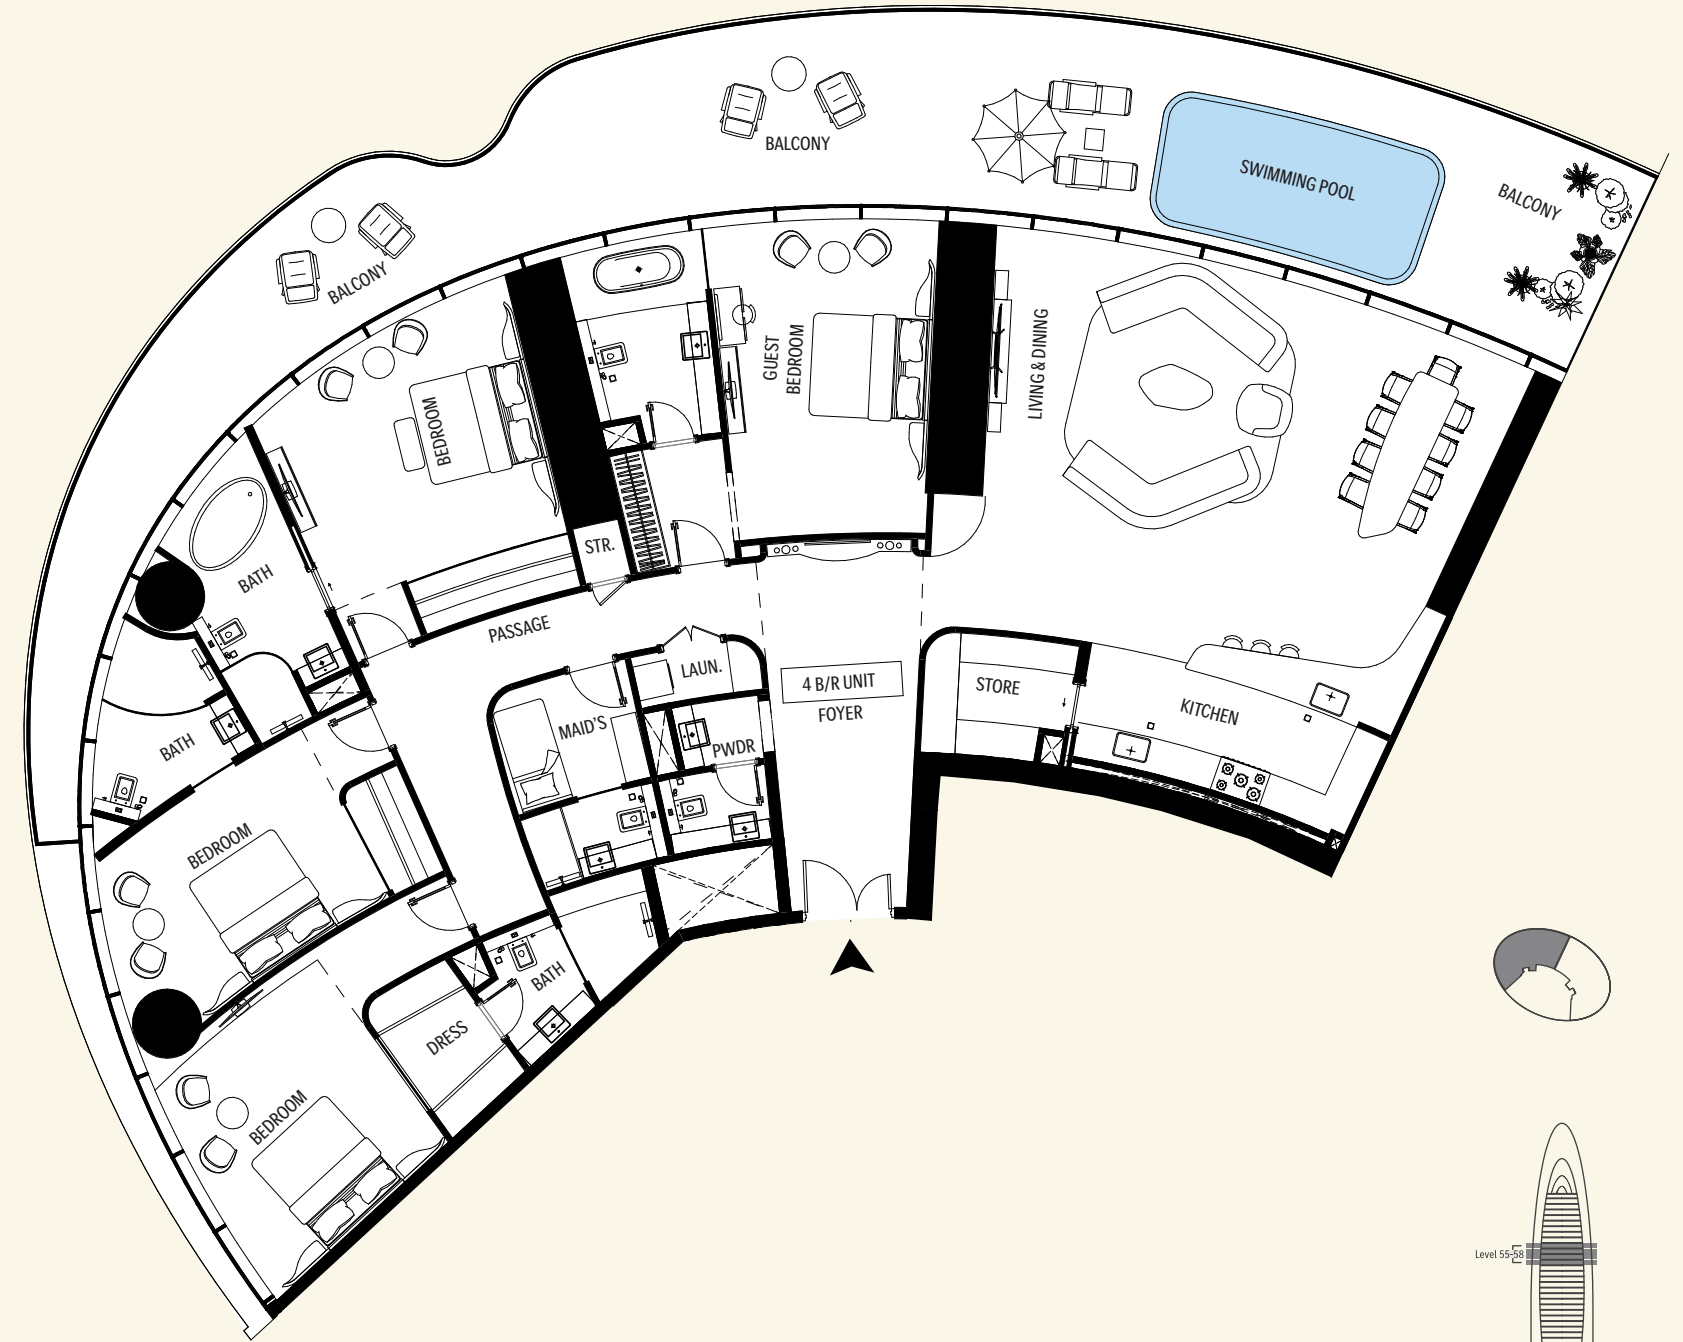 BALCONY
SWIMMING POOL
BALCONY
BALCONY
GUEST
BEDROOM
LIVING & DINING
BEDROOM
STR.
BATH
PASSAGE
LAUN.
4 B/R UNIT
FOYER
STORE
KITCHEN
MAID'S
PWDR
BATH
BEDROOM
BATH
DRESS
BEDROOM
Level 55-58